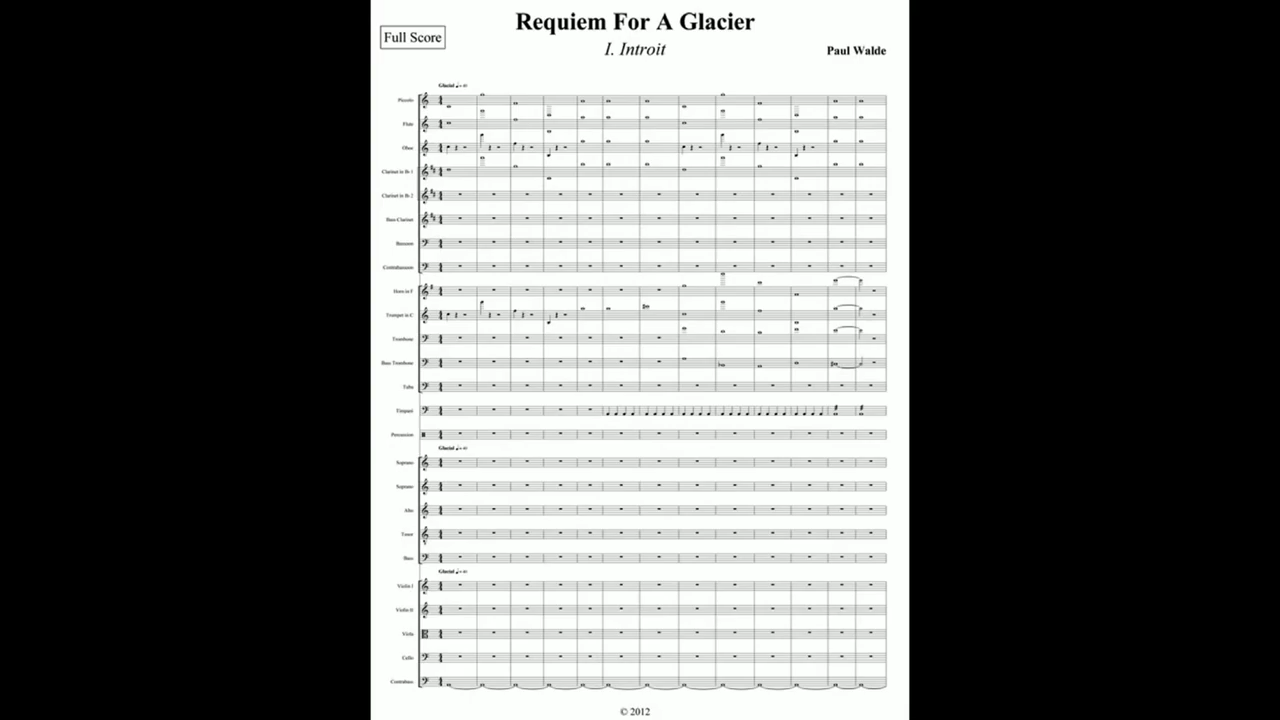 Requiem For A Glacier
Full Score
I. Introit
Paul Walde
Glacial
Piccolo
Flute
Oboe
Clarinet in B♭ 1
Clarinet in B♭ 2
Bass Clarinet
Bassoon
Contrabassoon
Horn in F
Trumpet in C
Trombone
Bass Trombone
Tuba
Timpani
Percussion
Glacial
Soprano
Soprano
Alto
Tenor
Bass
Glacial
Violin I
Violin II
Viola
Cello
Contrabass
© 2012